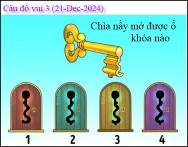 Câu đố vui 3 (21-Dec-2024)
Chìa nầy mở được ổ
khóa nào
1 2 3 4